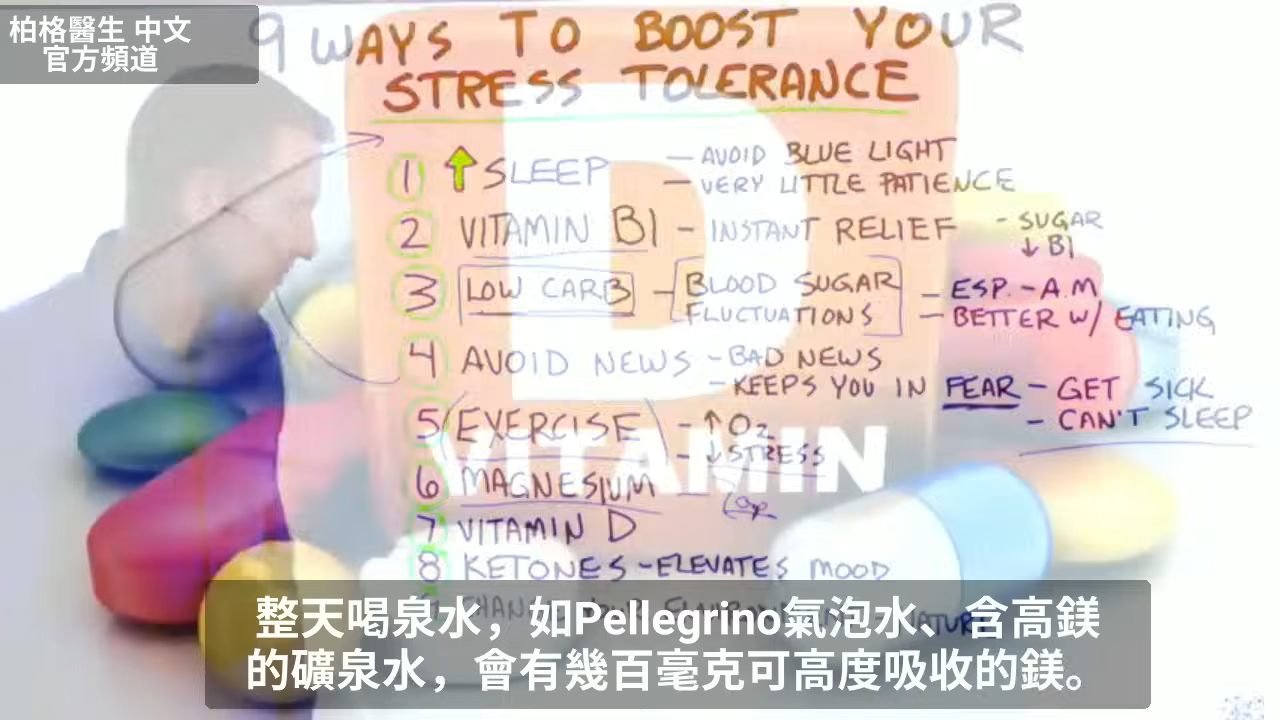 柏格醫生 中文
官方頻道
9 WAYS TO BOOST YOUR
STRESS TOLERANCE
1 ↑ SLEEP — AVOID BLUE LIGHT
— VERY LITTLE PATIENCE
2 VITAMIN B1 - INSTANT RELIEF - SUGAR
↓ B1
3 LOW CARB - BLOOD SUGAR FLUCTUATIONS - ESP. - A.M
- BETTER W/ EATING
4 AVOID NEWS - BAD NEWS
- KEEPS YOU IN FEAR - GET SICK
- CAN'T SLEEP
5 EXERCISE - ↑ O2
- ↓ STRESS
6 MAGNESIUM -
7 VITAMIN D
8 KETONES - ELEVATES MOOD
D
VITAMIN
整天喝泉水，如Pellegrino氣泡水、含高鎂
的礦泉水，會有幾百毫克可高度吸收的鎂。